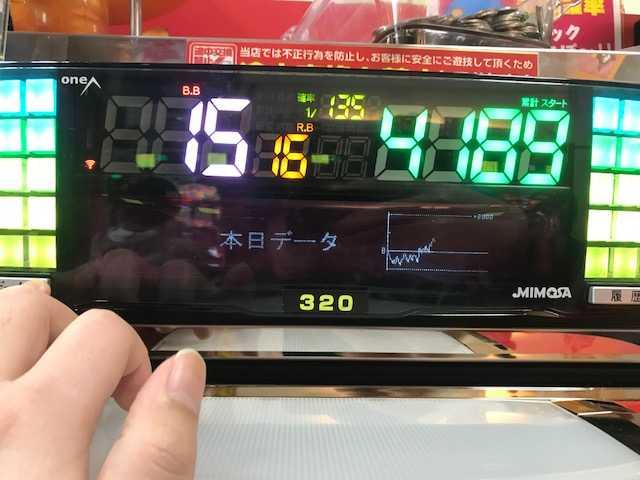 当店では不正行為を防止し、お客様に安全にご遊技して頂くため
one
B.B
15
確率
1/135
R.B
16
累計 スタート
4189
本日データ
+2000
0
320
MIMOSA
履歴